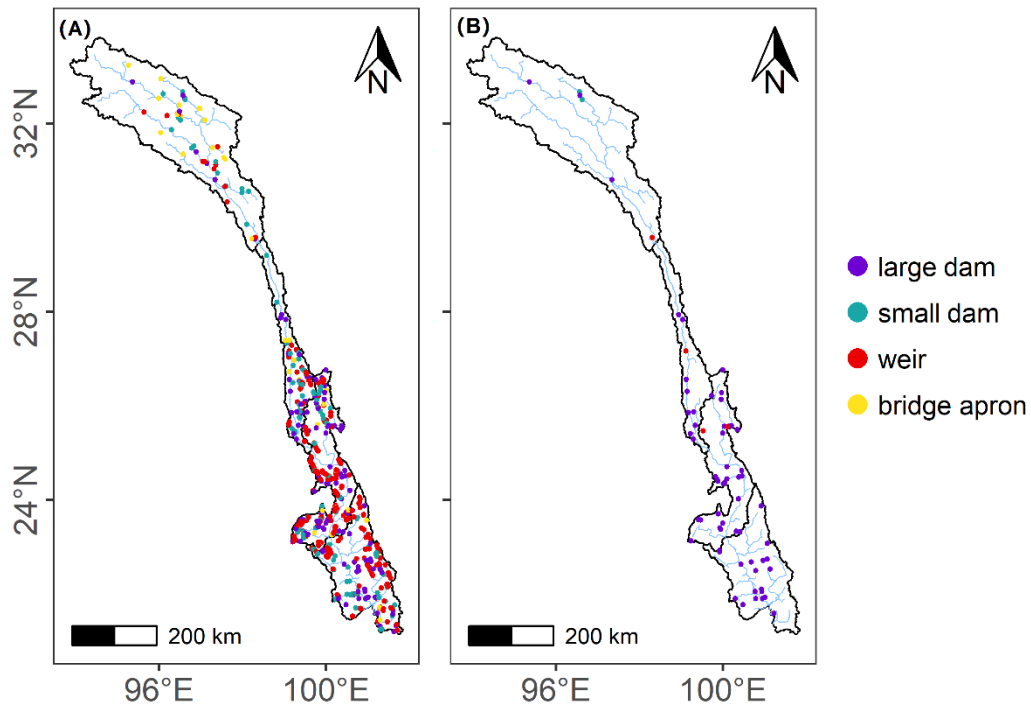 (A)
N
32°N
28°N
24°N
200 km
96°E
100°E
(B)
N
200 km
96°E
100°E
large dam
small dam
weir
bridge apron